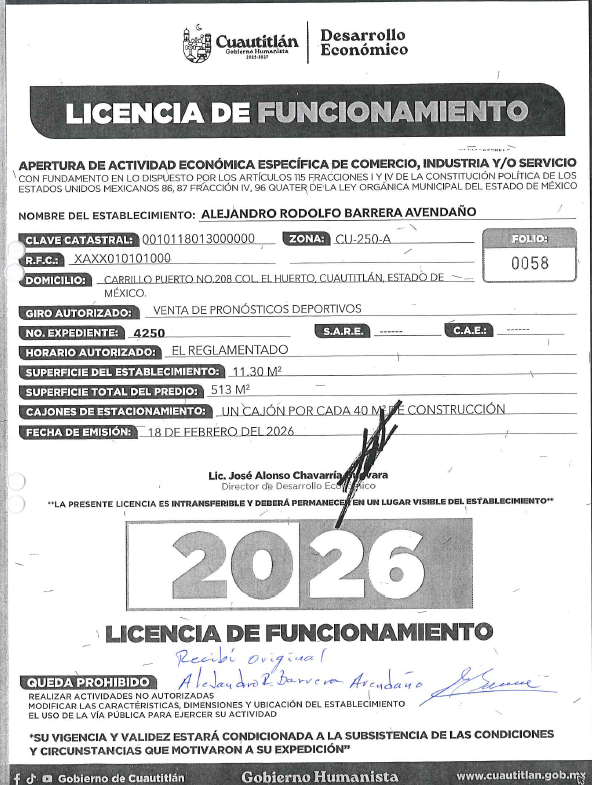 Cuautitlán
Gobierno Humanista
2025-2027
Desarrollo
Económico
LICENCIA DE FUNCIONAMIENTO
APERTURA DE ACTIVIDAD ECONÓMICA ESPECÍFICA DE COMERCIO, INDUSTRIA Y/O SERVICIO
CON FUNDAMENTO EN LO DISPUESTO POR LOS ARTÍCULOS 115 FRACCIONES I Y IV DE LA CONSTITUCIÓN POLÍTICA DE LOS
ESTADOS UNIDOS MEXICANOS 86, 87 FRACCIÓN IV, 96 QUATER DE LA LEY ORGÁNICA MUNICIPAL DEL ESTADO DE MÉXICO
NOMBRE DEL ESTABLECIMIENTO: ALEJANDRO RODOLFO BARRERA AVENDAÑO
CLAVE CATASTRAL: 0010118013000000 ZONA: CU-250-A
FOLIO:
0058
R.F.C.: XAXX010101000
DOMICILIO: CARRILLO PUERTO NO.208 COL. EL HUERTO, CUAUTITLÁN, ESTADO DE
MÉXICO.
GIRO AUTORIZADO: VENTA DE PRONÓSTICOS DEPORTIVOS
NO. EXPEDIENTE: 4250 S.A.R.E. ------ C.A.E.: ------
HORARIO AUTORIZADO: EL REGLAMENTADO
SUPERFICIE DEL ESTABLECIMIENTO: 11.30 M²
SUPERFICIE TOTAL DEL PREDIO: 513 M²
CAJONES DE ESTACIONAMIENTO: UN CAJÓN POR CADA 40 M² DE CONSTRUCCIÓN
FECHA DE EMISIÓN: 18 DE FEBRERO DEL 2026
Lic. José Alonso Chavarría Guevara
Director de Desarrollo Económico
**LA PRESENTE LICENCIA ES INTRANSFERIBLE Y DEBERÁ PERMANECER EN UN LUGAR VISIBLE DEL ESTABLECIMIENTO**
2026
LICENCIA DE FUNCIONAMIENTO
Recibí original
Alejandro R. Barrera Avendaño
QUEDA PROHIBIDO
REALIZAR ACTIVIDADES NO AUTORIZADAS
MODIFICAR LAS CARACTERÍSTICAS, DIMENSIONES Y UBICACIÓN DEL ESTABLECIMIENTO
EL USO DE LA VÍA PÚBLICA PARA EJERCER SU ACTIVIDAD
"SU VIGENCIA Y VALIDEZ ESTARÁ CONDICIONADA A LA SUBSISTENCIA DE LAS CONDICIONES
Y CIRCUNSTANCIAS QUE MOTIVARON A SU EXPEDICIÓN"
Gobierno de Cuautitlán
Gobierno Humanista
www.cuautitlan.gob.mx